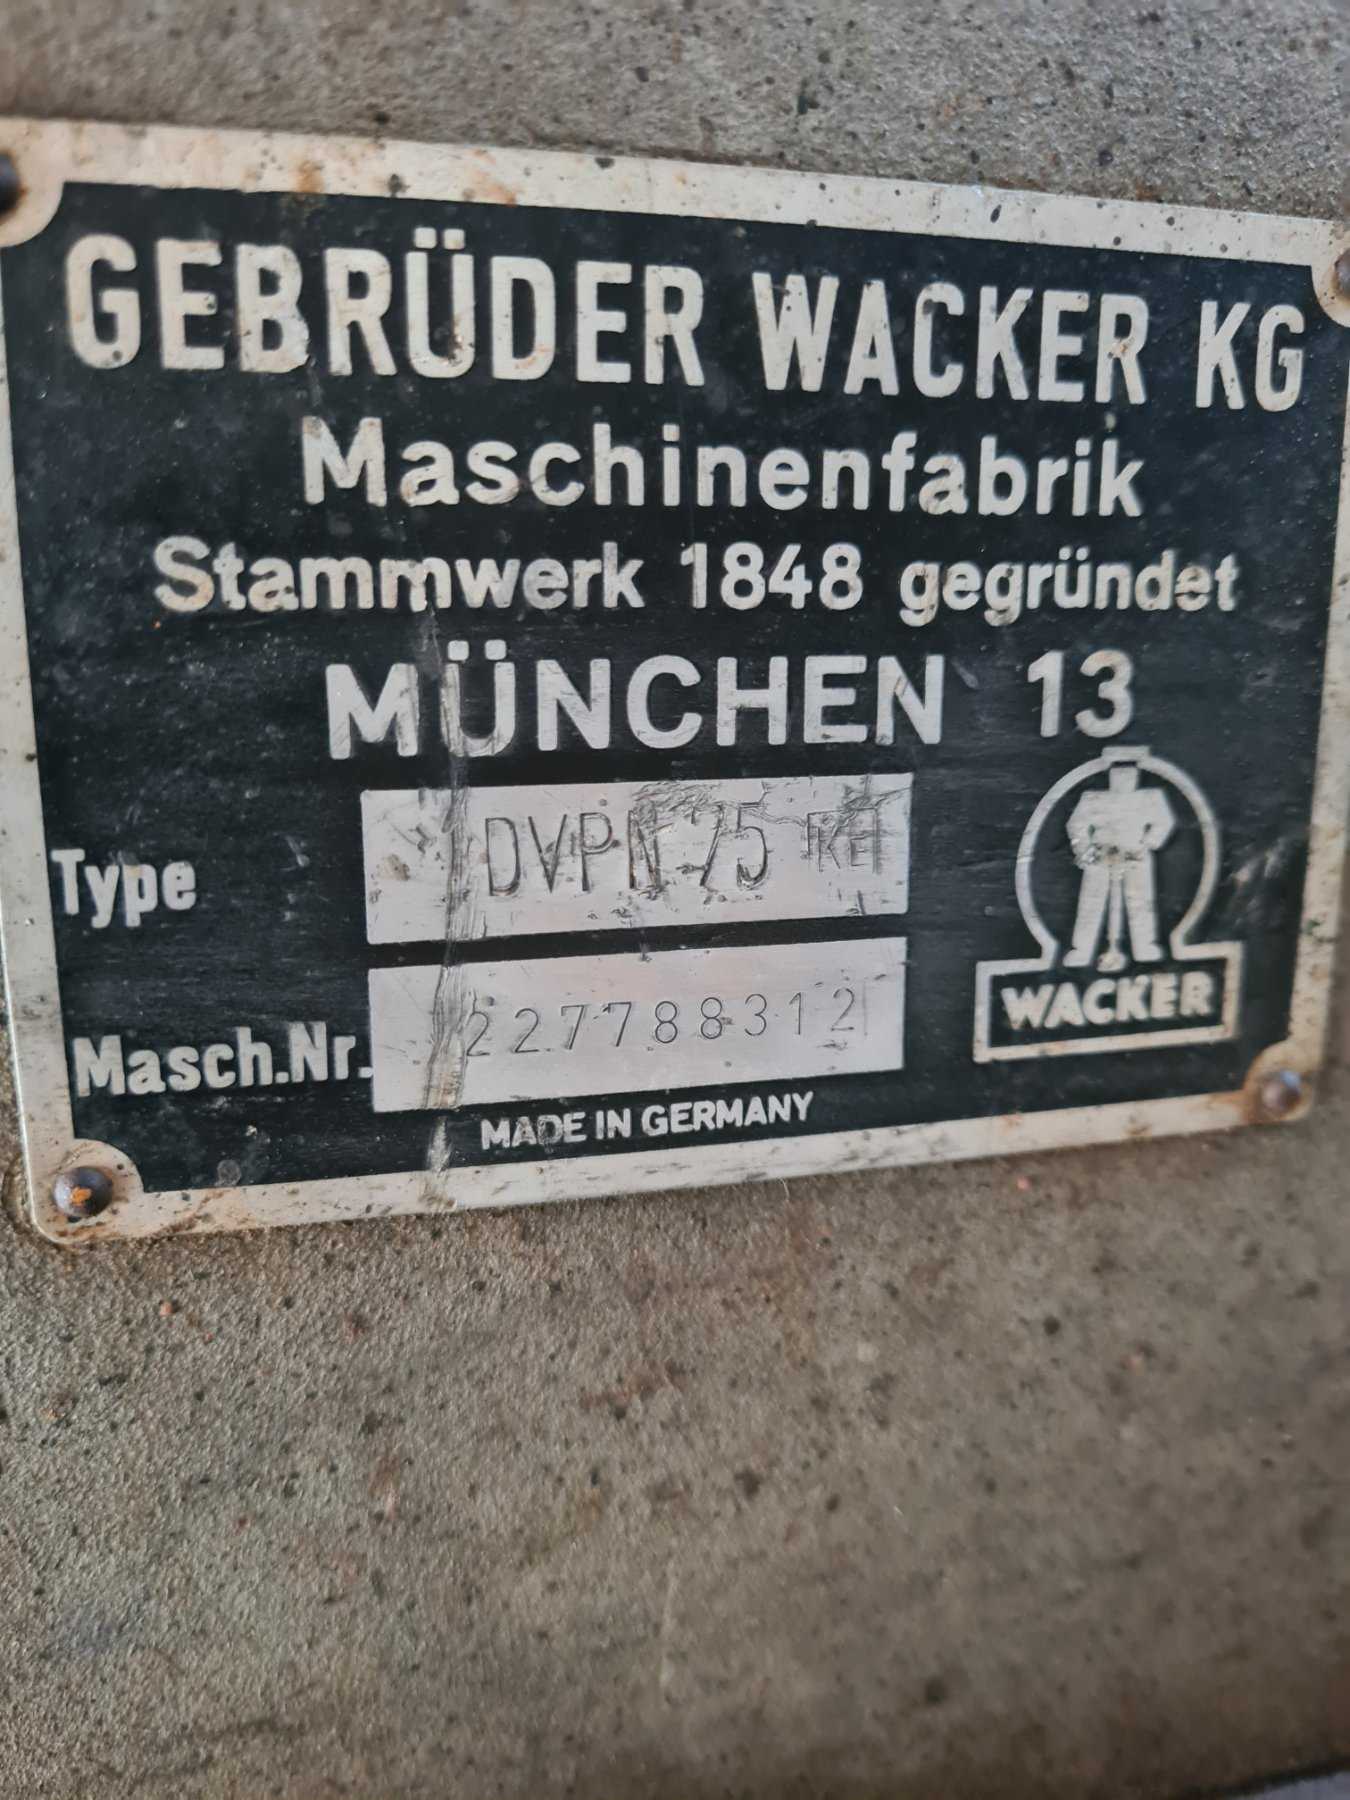 GEBRÜDER WACKER KG
Maschinenfabrik
Stammwerk 1848 gegründet
MÜNCHEN 13
Type DVPN 75
Masch.Nr. 227788312
WACKER
MADE IN GERMANY